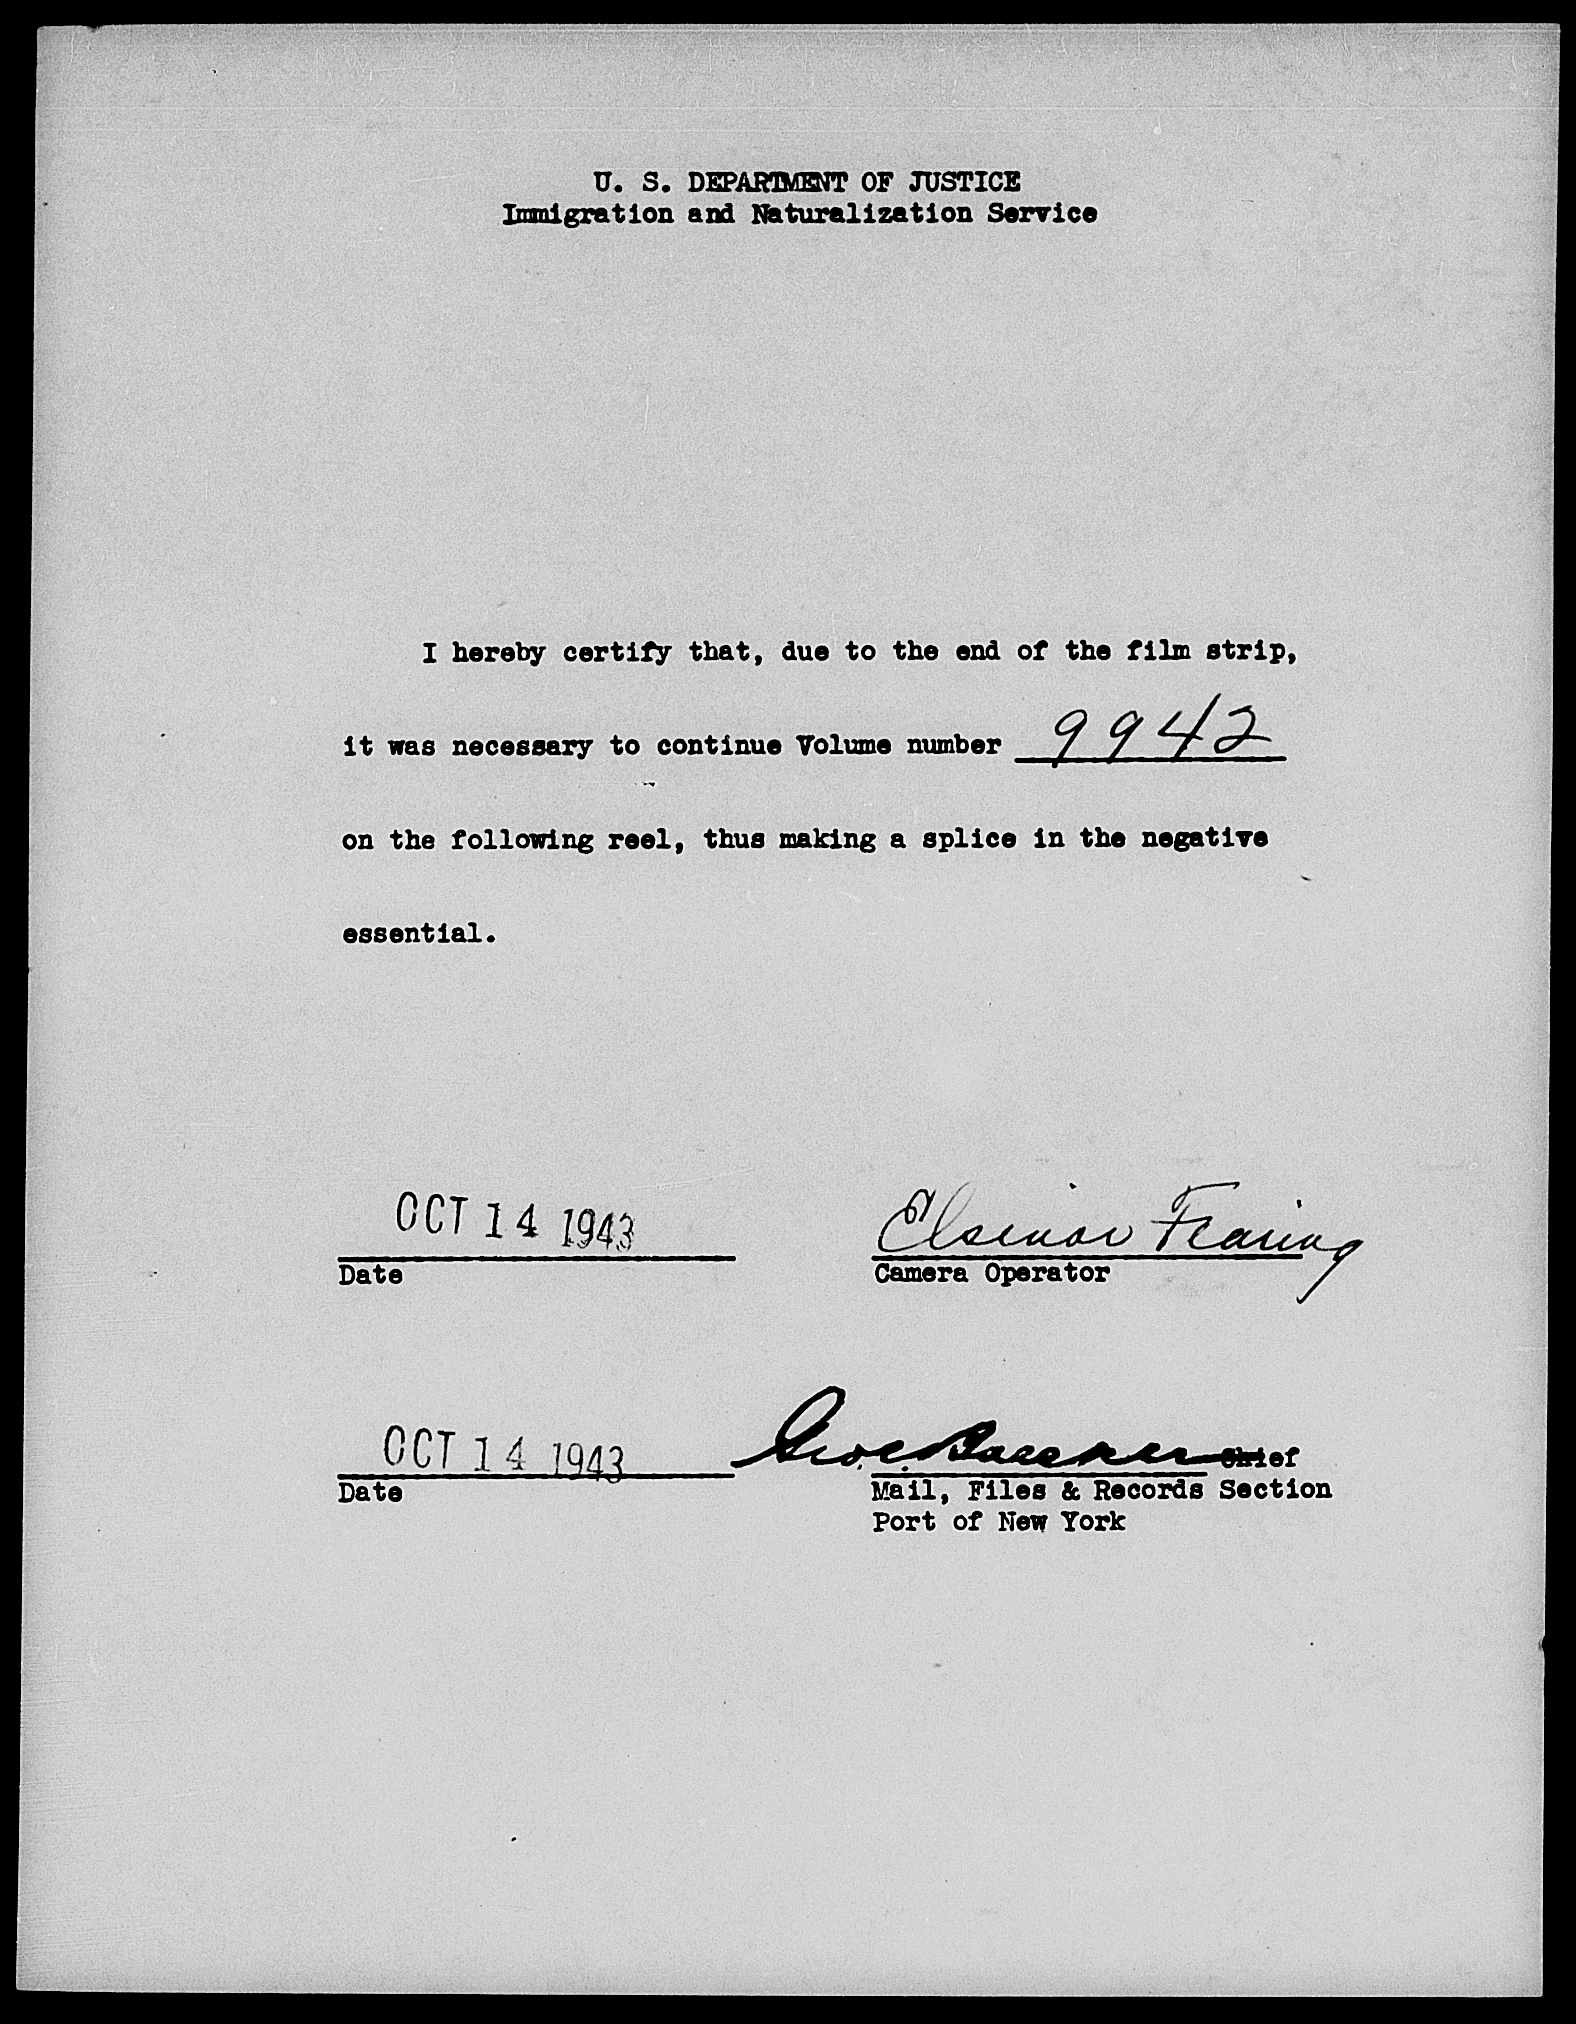 U. S. DEPARTMENT OF JUSTICE
Immigration and Naturalization Service
I hereby certify that, due to the end of the film strip,
it was necessary to continue Volume number 9942
on the following reel, thus making a splice in the negative
essential.
OCT 14 1943
Date
Elseinor Fearing
Camera Operator
OCT 14 1943
Date
Chief
Mail, Files & Records Section
Port of New York